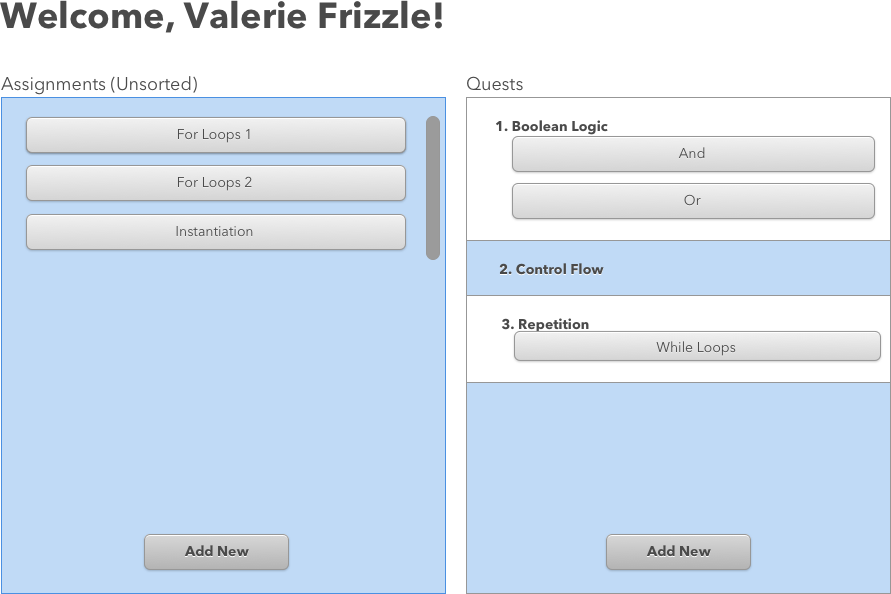 Welcome, Valerie Frizzle!
Assignments (Unsorted)
For Loops 1
For Loops 2
Instantiation
Add New
Quests
1. Boolean Logic
And
Or
2. Control Flow
3. Repetition
While Loops
Add New